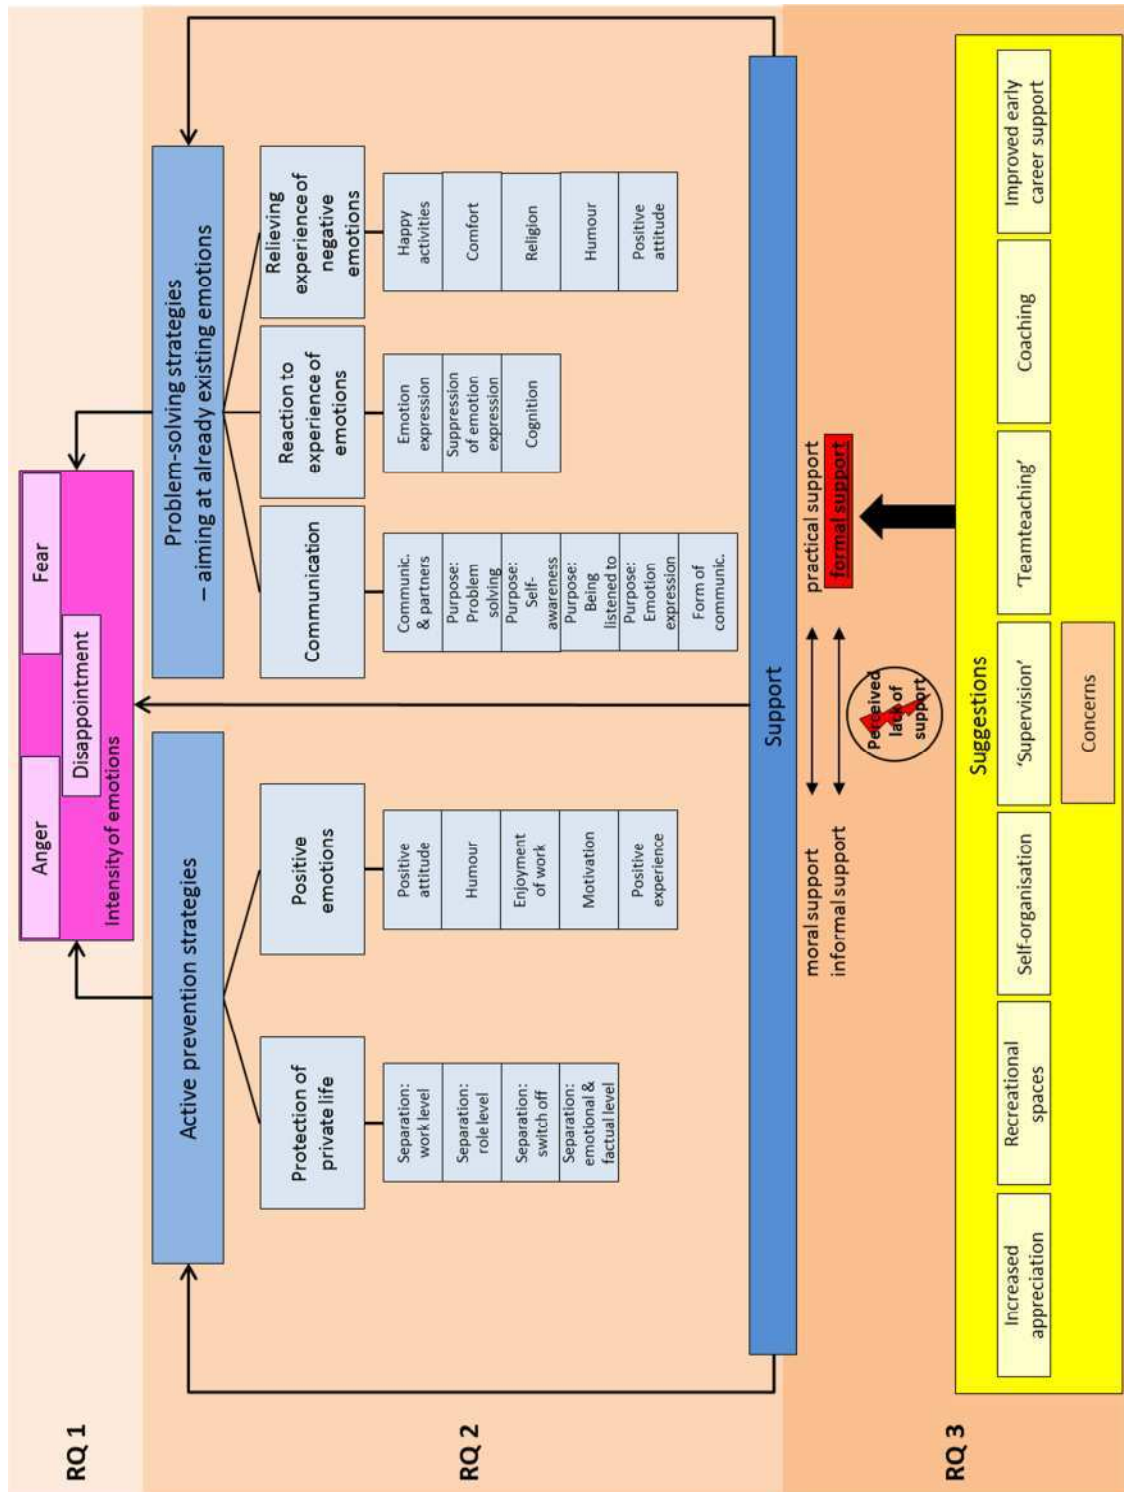 RQ 1
Anger
Fear
Disappointment
Intensity of emotions
RQ 2
Active prevention strategies
Protection of
private life
Separation:
work level
Separation:
role level
Separation:
switch off
Separation:
emotional &
factual level
Positive
emotions
Positive
attitude
Humour
Enjoyment
of work
Motivation
Positive
experience
Problem-solving strategies
– aiming at already existing emotions
Communication
Communic.
& partners
Purpose:
Problem
solving
Purpose:
Self-
awareness
Purpose:
Being
listened to
Purpose:
Emotion
expression
Form of
communic.
Reaction to
experience of
emotions
Emotion
expression
Suppression
of emotion
expression
Cognition
Relieving
experience of
negative
emotions
Happy
activities
Comfort
Religion
Humour
Positive
attitude
Support
RQ 3
moral support
informal support
practical support
formal support
Perceived
lack of
support
Suggestions
Increased
appreciation
Recreational
spaces
Self-organisation
‘Supervision’
‘Teamteaching’
Coaching
Improved early
career support
Concerns